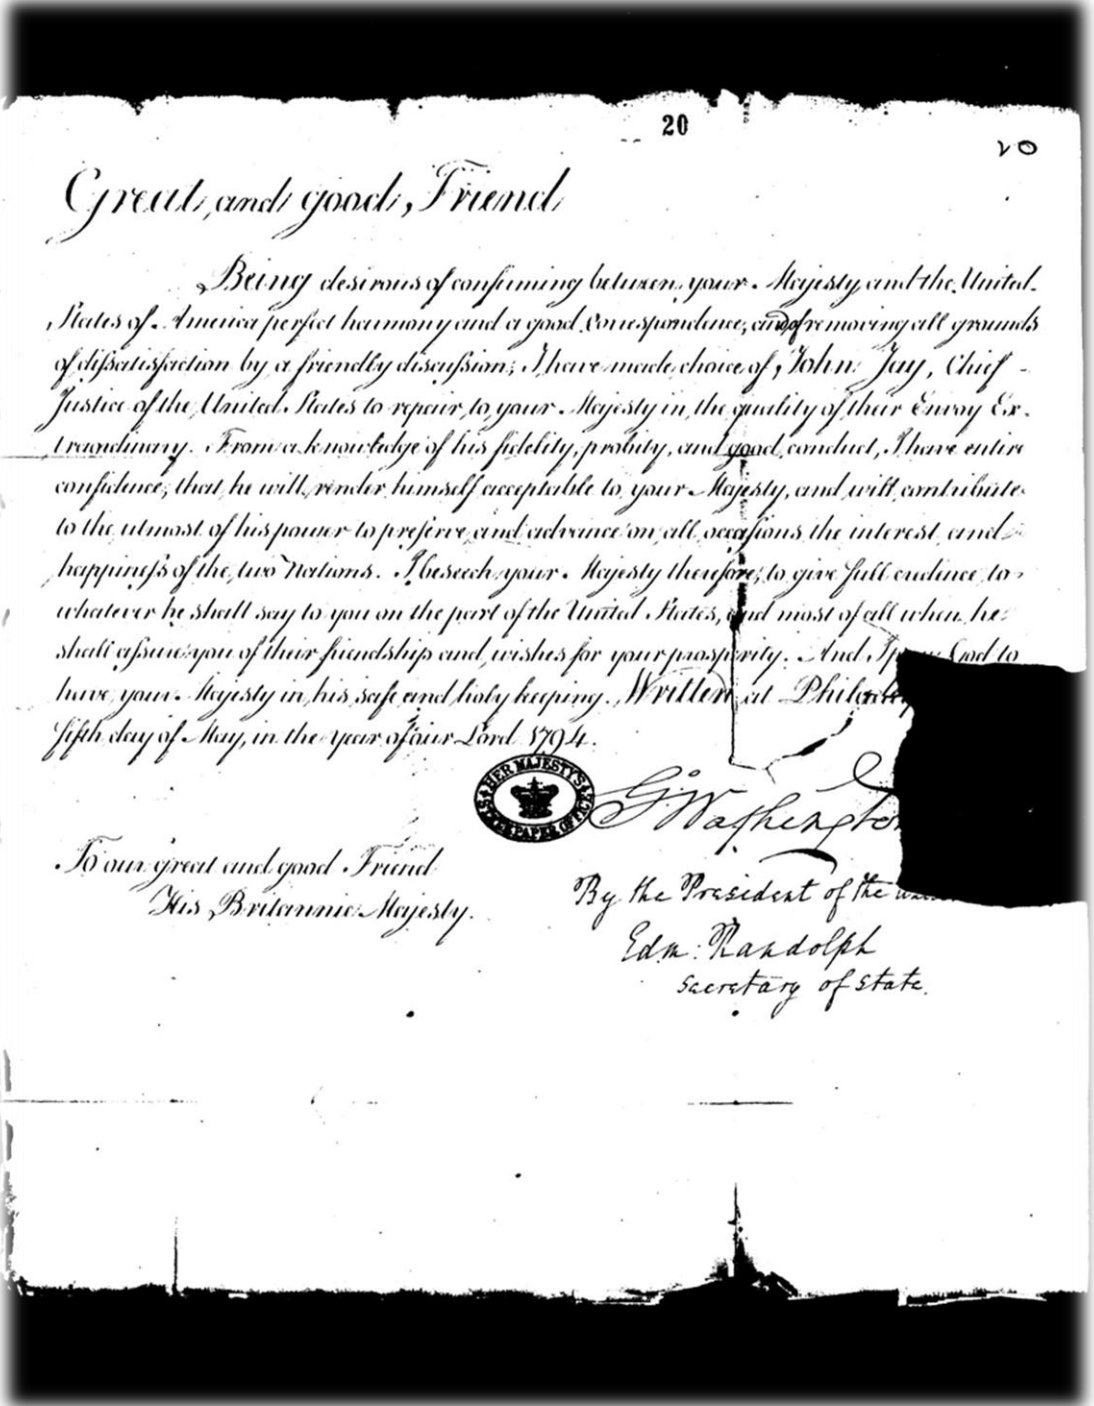 20
20
Great and good Friend
Being desirous of confirming between your Majesty and the United
States of America perfect harmony and a good correspondence, and of removing all grounds
of dissatisfaction by a friendly discussion; I have made choice of John Jay, Chief
Justice of the United States to repair to your Majesty in the quality of their Envoy Ex-
traordinary. From a knowledge of his fidelity, probity, and good conduct, I have entire
confidence, that he will render himself acceptable to your Majesty, and will contribute
to the utmost of his power to preserve and advance on all occasions the interest and
happiness of the two Nations. I beseech your Majesty therefore, to give full credence to
whatever he shall say to you on the part of the United States, and most of all when he
shall assure you of their friendship and wishes for your prosperity. And I pray God to
have your Majesty in his safe and holy keeping. Written at
fifth day of May, in the year of our Lord 1794.
HER MAJESTY'S STATE PAPER OFFICE
G Washington
To our great and good Friend
His Britannic Majesty.
By the President of the
Edm: Randolph
Secretary of State.